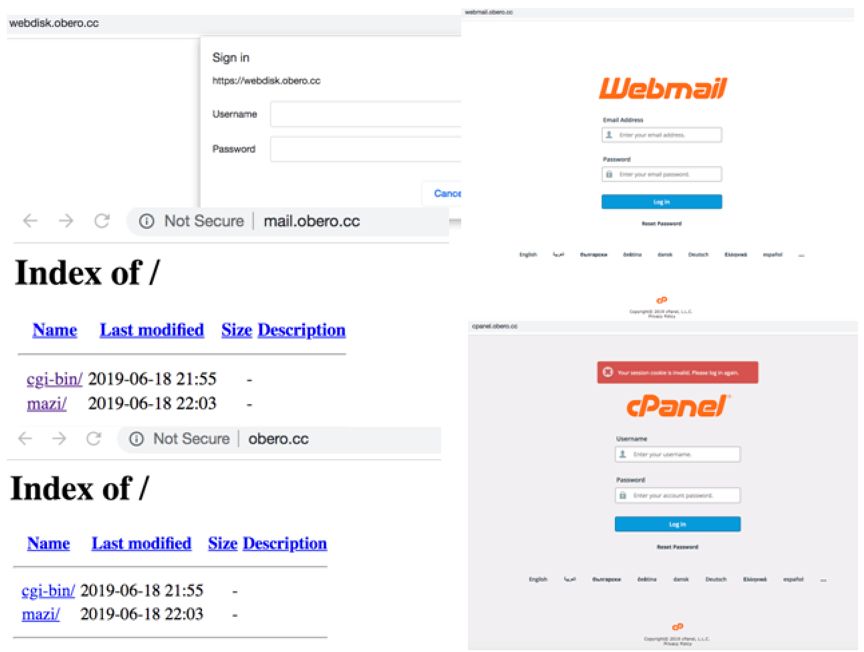 webdisk.obero.cc
Sign in
https://webdisk.obero.cc
Username
Password
Cance
Not Secure | mail.obero.cc
Index of /
Name Last modified Size Description
cgi-bin/ 2019-06-18 21:55 -
mazi/ 2019-06-18 22:03 -
Not Secure | obero.cc
Index of /
Name Last modified Size Description
cgi-bin/ 2019-06-18 21:55 -
mazi/ 2019-06-18 22:03 -
webmail.obero.cc
Webmail
Email Address
Enter your email address.
Password
Enter your email password.
Log in
Reset Password
English العربية български čeština dansk Deutsch Ελληνικά español ...
cP
Copyright© 2019 cPanel, L.L.C.
Privacy Policy
cpanel.obero.cc
Your session cookie is invalid. Please log in again.
cPanel®
Username
Enter your username.
Password
Enter your account password.
Log in
Reset Password
English العربية български čeština dansk Deutsch Ελληνικά español ...
cP
Copyright© 2019 cPanel, L.L.C.
Privacy Policy